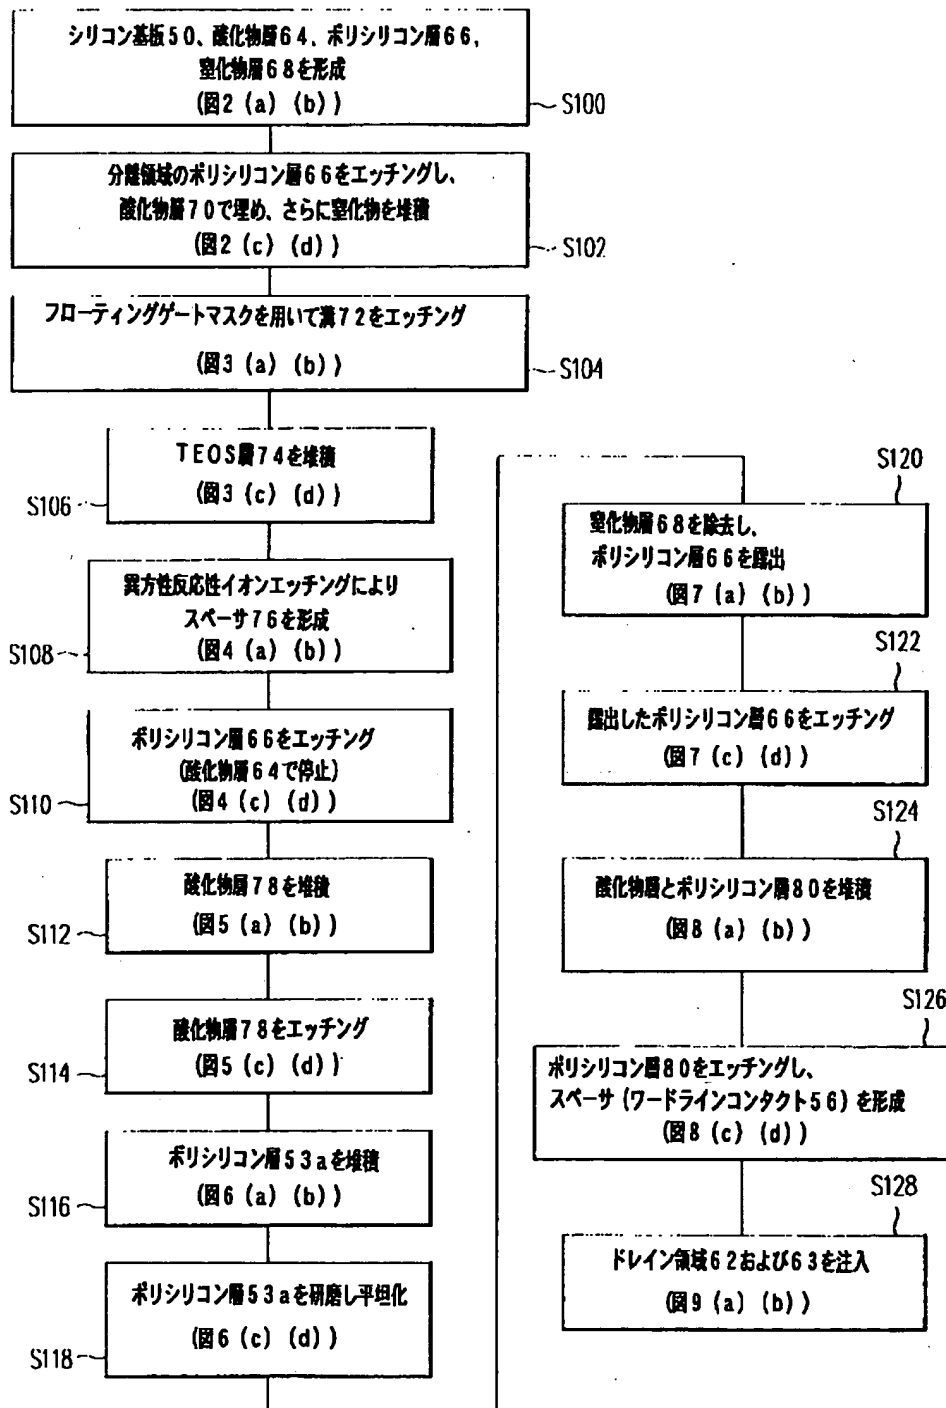 シリコン基板50、酸化物層64、ポリシリコン層66、
窒化物層68を形成
(図2 (a) (b) )
S100
分離領域のポリシリコン層66をエッチングし、
酸化物層70で埋め、さらに窒化物を堆積
(図2 (c) (d) )
S102
フローティングゲートマスクを用いて溝72をエッチング
(図3 (a) (b) )
S104
TEOS層74を堆積
(図3 (c) (d) )
S106
異方性反応性イオンエッチングにより
スペーサ76を形成
(図4 (a) (b) )
S108
ポリシリコン層66をエッチング
(酸化物層64で停止)
(図4 (c) (d) )
S110
酸化物層78を堆積
(図5 (a) (b) )
S112
酸化物層78をエッチング
(図5 (c) (d) )
S114
ポリシリコン層53aを堆積
(図6 (a) (b) )
S116
ポリシリコン層53aを研磨し平坦化
(図6 (c) (d) )
S118
S120
窒化物層68を除去し、
ポリシリコン層66を露出
(図7 (a) (b) )
S122
露出したポリシリコン層66をエッチング
(図7 (c) (d) )
S124
酸化物層とポリシリコン層80を堆積
(図8 (a) (b) )
S126
ポリシリコン層80をエッチングし、
スペーサ (ワードラインコンタクト56) を形成
(図8 (c) (d) )
S128
ドレイン領域62および63を注入
(図9 (a) (b) )